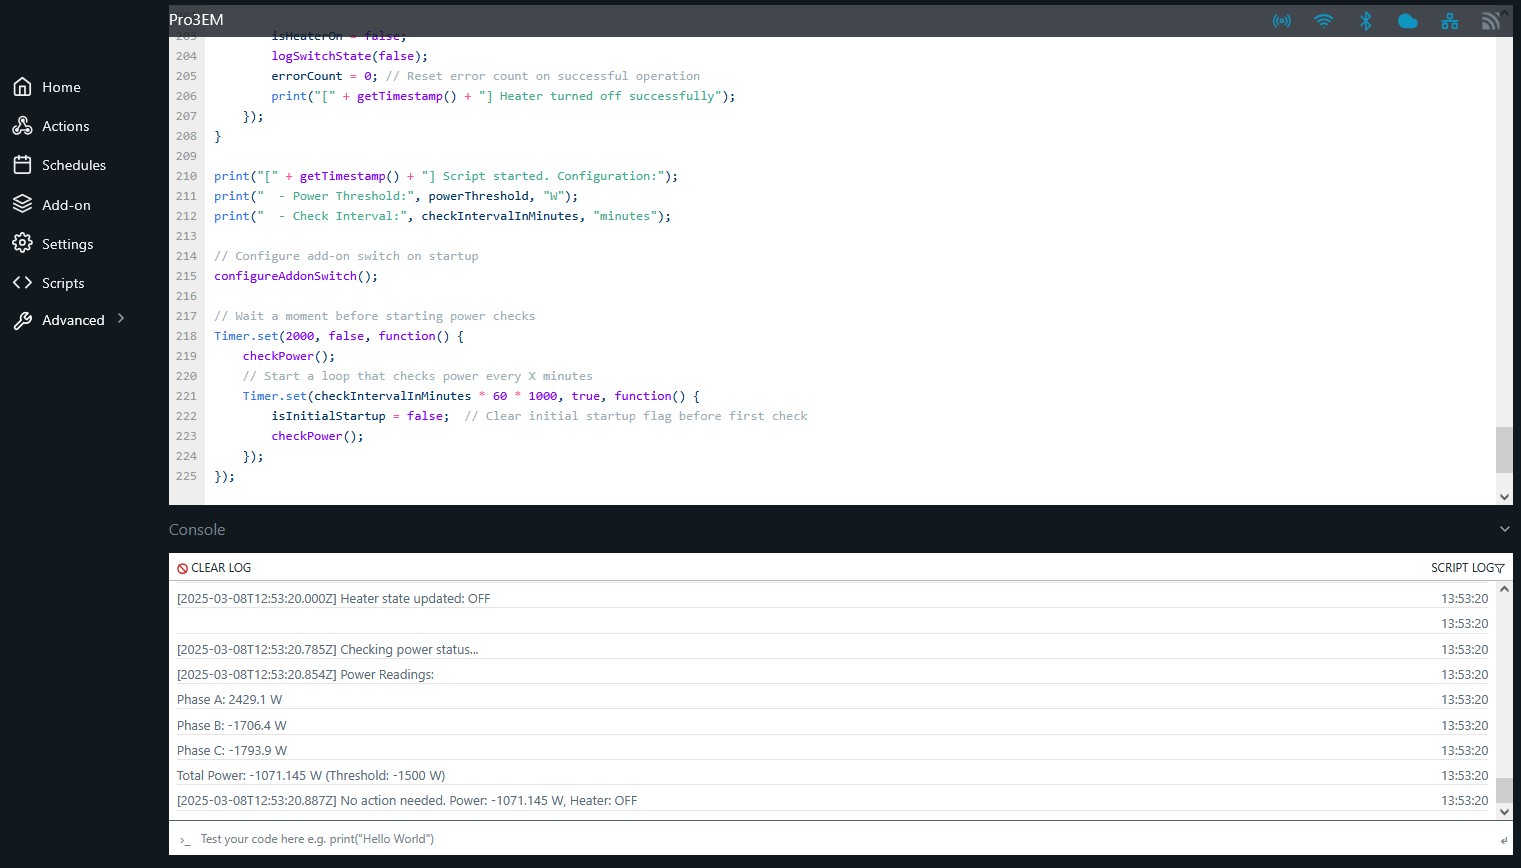 Pro3EM
Home
Actions
Schedules
Add-on
Settings
Scripts
Advanced
203 isHeaterOn = false;
204 logSwitchState(false);
205 errorCount = 0; // Reset error count on successful operation
206 print("[" + getTimestamp() + "] Heater turned off successfully");
207 });
208 }
209
210 print("[" + getTimestamp() + "] Script started. Configuration:");
211 print("  - Power Threshold:", powerThreshold, "W");
212 print("  - Check Interval:", checkIntervalInMinutes, "minutes");
213
214 // Configure add-on switch on startup
215 configureAddonSwitch();
216
217 // Wait a moment before starting power checks
218 Timer.set(2000, false, function() {
219 checkPower();
220 // Start a loop that checks power every X minutes
221 Timer.set(checkIntervalInMinutes * 60 * 1000, true, function() {
222 isInitialStartup = false;  // Clear initial startup flag before first check
223 checkPower();
224 });
225 });
Console
CLEAR LOG SCRIPT LOG
[2025-03-08T12:53:20.000Z] Heater state updated: OFF 13:53:20
13:53:20
[2025-03-08T12:53:20.785Z] Checking power status... 13:53:20
[2025-03-08T12:53:20.854Z] Power Readings: 13:53:20
Phase A: 2429.1 W 13:53:20
Phase B: -1706.4 W 13:53:20
Phase C: -1793.9 W 13:53:20
Total Power: -1071.145 W (Threshold: -1500 W) 13:53:20
[2025-03-08T12:53:20.887Z] No action needed. Power: -1071.145 W, Heater: OFF 13:53:20
>_ Test your code here e.g. print("Hello World")